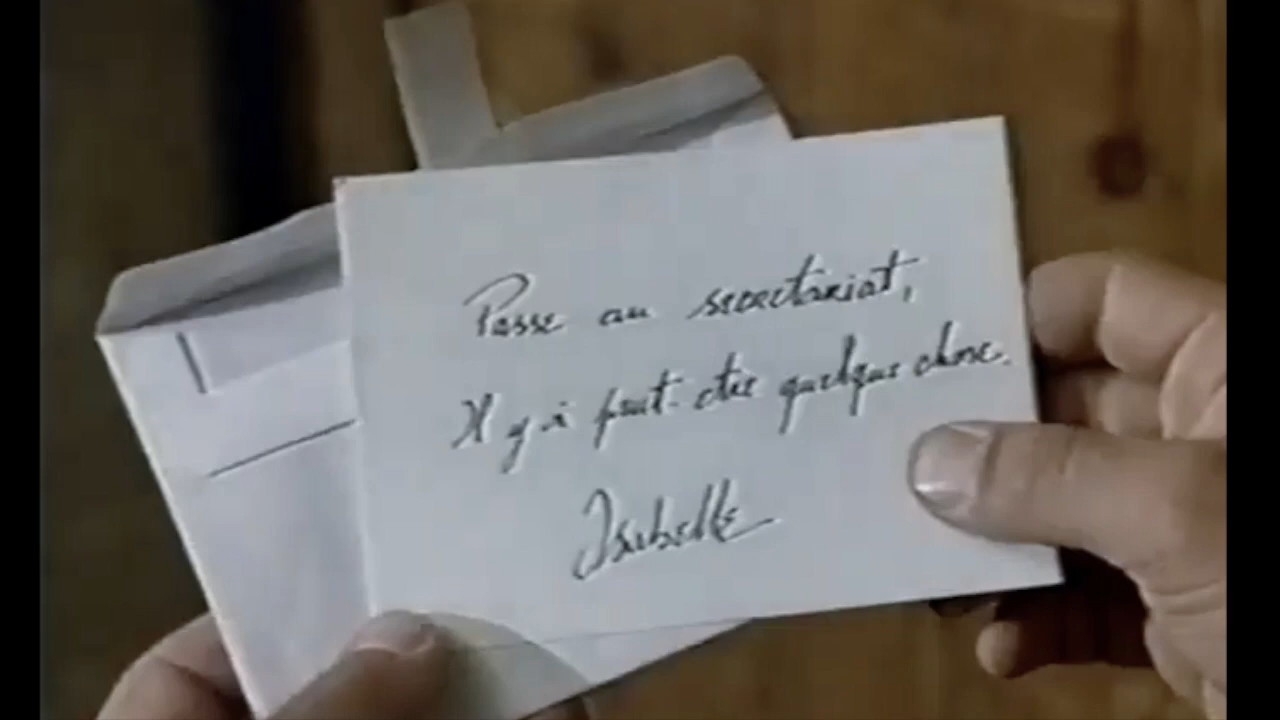 Passe au secretariat,
Il y a peut-etre quelque chose.
Isabelle